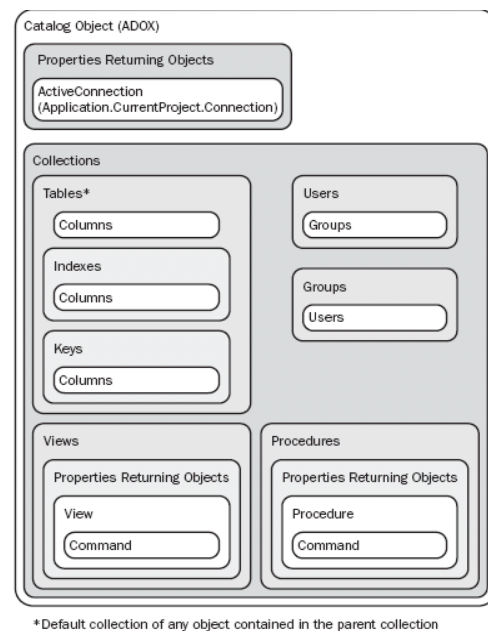 Catalog Object (ADOX)
Properties Returning Objects
ActiveConnection
(Application.CurrentProject.Connection)
Collections
Tables*
Columns
Indexes
Columns
Keys
Columns
Users
Groups
Groups
Users
Views
Properties Returning Objects
View
Command
Procedures
Properties Returning Objects
Procedure
Command
*Default collection of any object contained in the parent collection